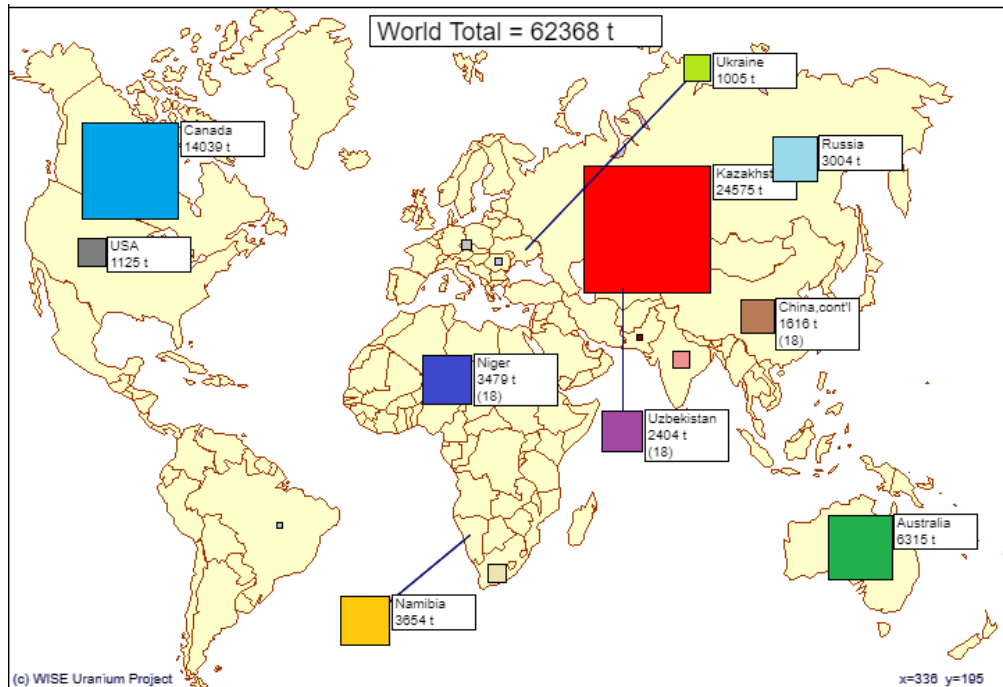 World Total = 62368 t
Ukraine
1005 t
Canada
14039 t
Russia
3004 t
Kazakhst
24575 t
USA
1125 t
China,cont'l
1616 t
(18)
Niger
3479 t
(18)
Uzbekistan
2404 t
(18)
Australia
6315 t
Namibia
3654 t
(c) WISE Uranium Project
x=336 y=195